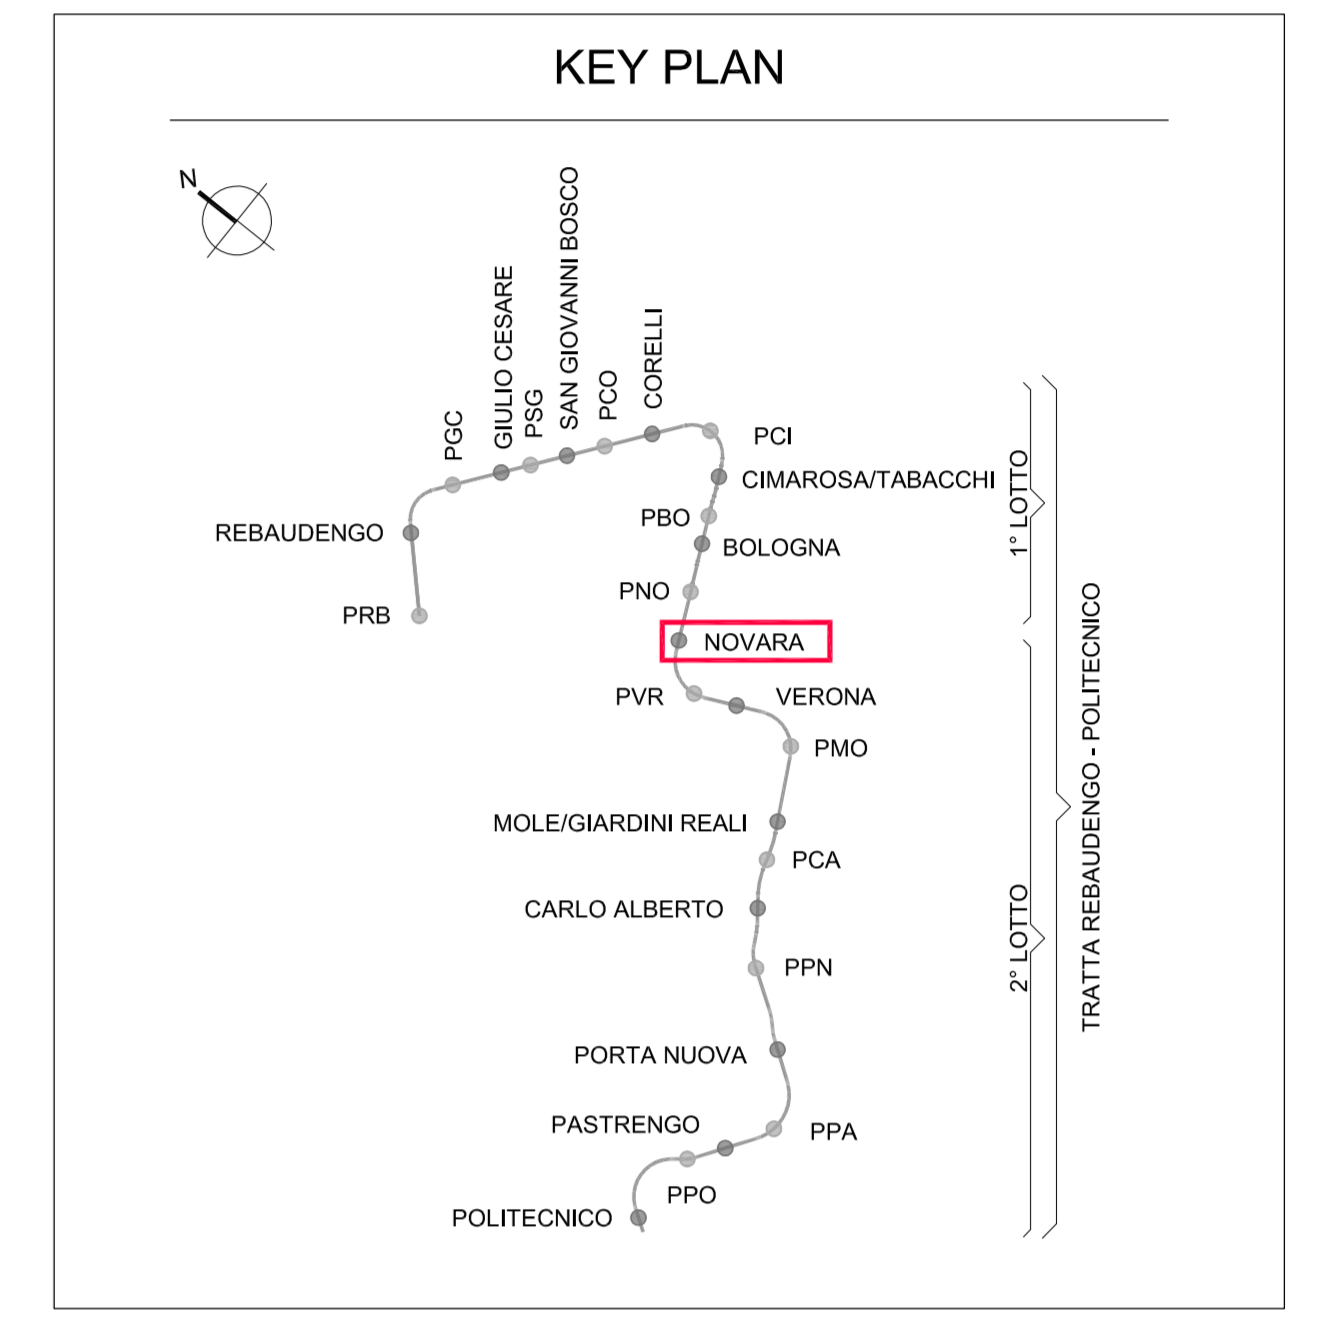 KEY PLAN
N
PGC
GIULIO CESARE
PSG
SAN GIOVANNI BOSCO
PCO
CORELLI
PCI
CIMAROSA/TABACCHI
PBO
REBAUDENGO
BOLOGNA
PNO
PRB
NOVARA
PVR
VERONA
PMO
MOLE/GIARDINI REALI
PCA
CARLO ALBERTO
PPN
PORTA NUOVA
PASTRENGO
PPA
PPO
POLITECNICO
1° LOTTO
2° LOTTO
TRATTA REBAUDENGO - POLITECNICO